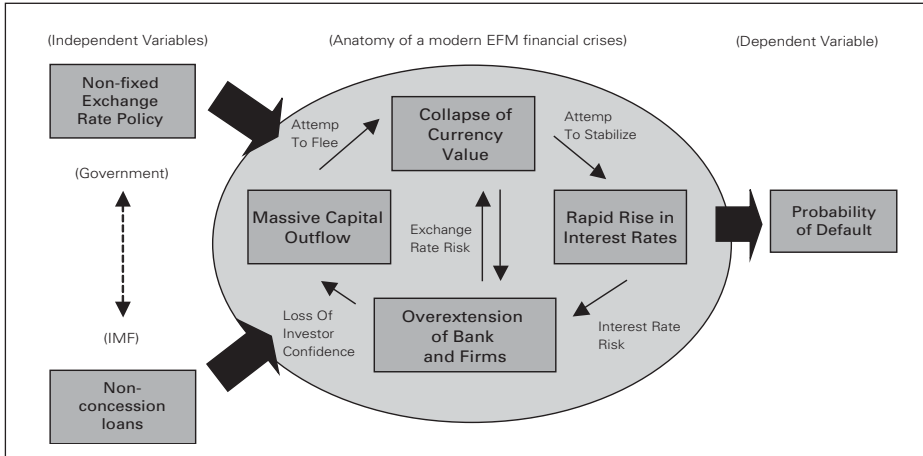 (Independent Variables)
(Anatomy of a modern EFM financial crises)
(Dependent Variable)
Non-fixed
Exchange
Rate Policy
(Government)
(IMF)
Non-
concession
loans
Attemp
To Flee
Collapse of
Currency
Value
Attemp
To Stabilize
Massive Capital
Outflow
Exchange
Rate Risk
Rapid Rise in
Interest Rates
Loss Of
Investor
Confidence
Overextension
of Bank
and Firms
Interest Rate
Risk
Probability
of Default